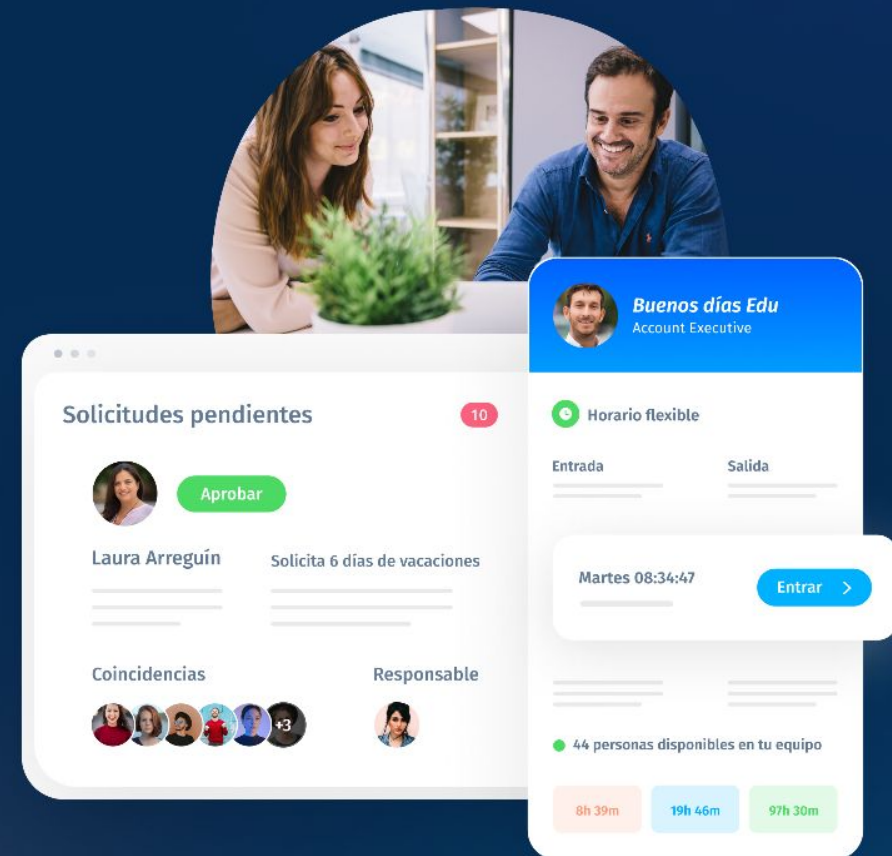 Solicitudes pendientes
10
Aprobar
Laura Arreguín
Solicita 6 días de vacaciones
Coincidencias
Responsable
+3
Buenos días Edu
Account Executive
Horario flexible
Entrada
Salida
Martes 08:34:47
Entrar
44 personas disponibles en tu equipo
8h 39m
19h 46m
97h 30m